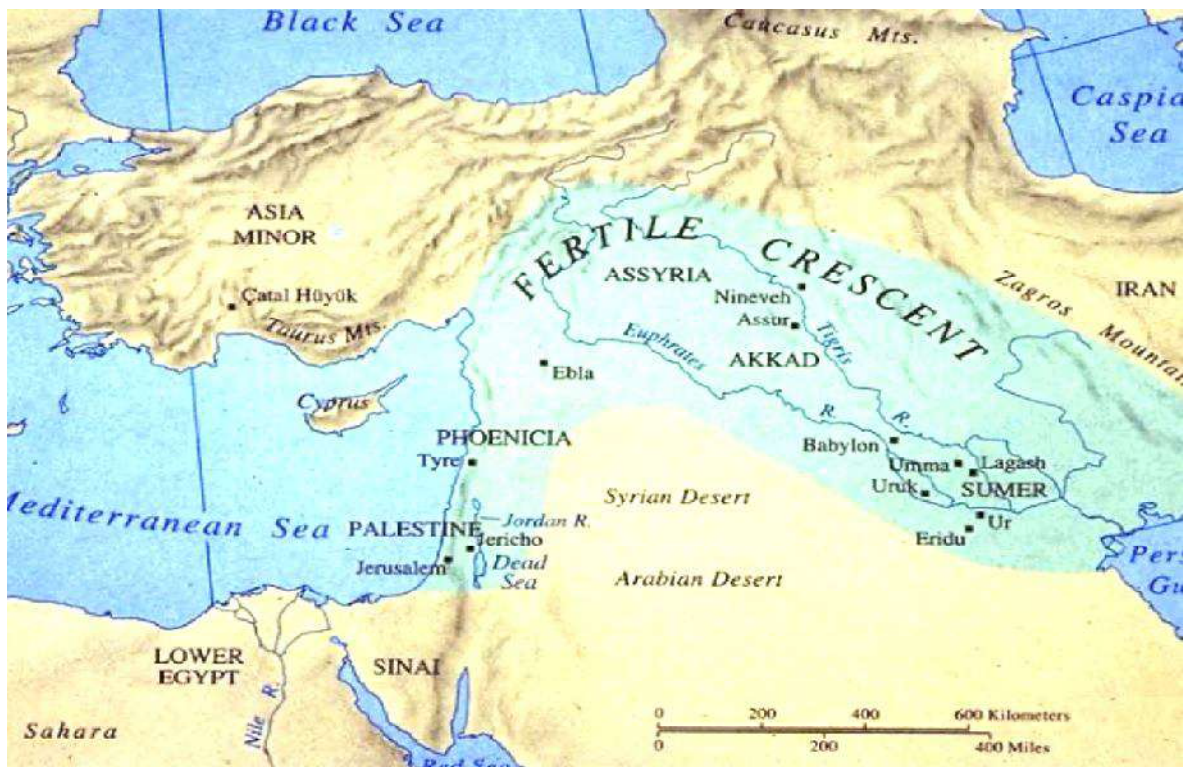 Black Sea
Caucasus Mts.
Caspia
Sea
ASIA
MINOR
FERTILE CRESCENT
ASSYRIA
Nineveh
Assur
Zagros Mountai
IRAN
Çatal Hüyük
Taurus Mts.
Euphrates R.
Tigris R.
AKKAD
Ebla
Cyprus
PHOENICIA
Tyre
Babylon
Umma
Lagash
Uruk
SUMER
Ur
Eridu
Syrian Desert
Mediterranean Sea
PALESTINE
Jordan R.
Jericho
Jerusalem
Dead
Sea
Arabian Desert
Pers
Gu
LOWER
EGYPT
SINAI
Nile R.
Sahara
Red Sea
0 200 400 600 Kilometers
0 200 400 Miles